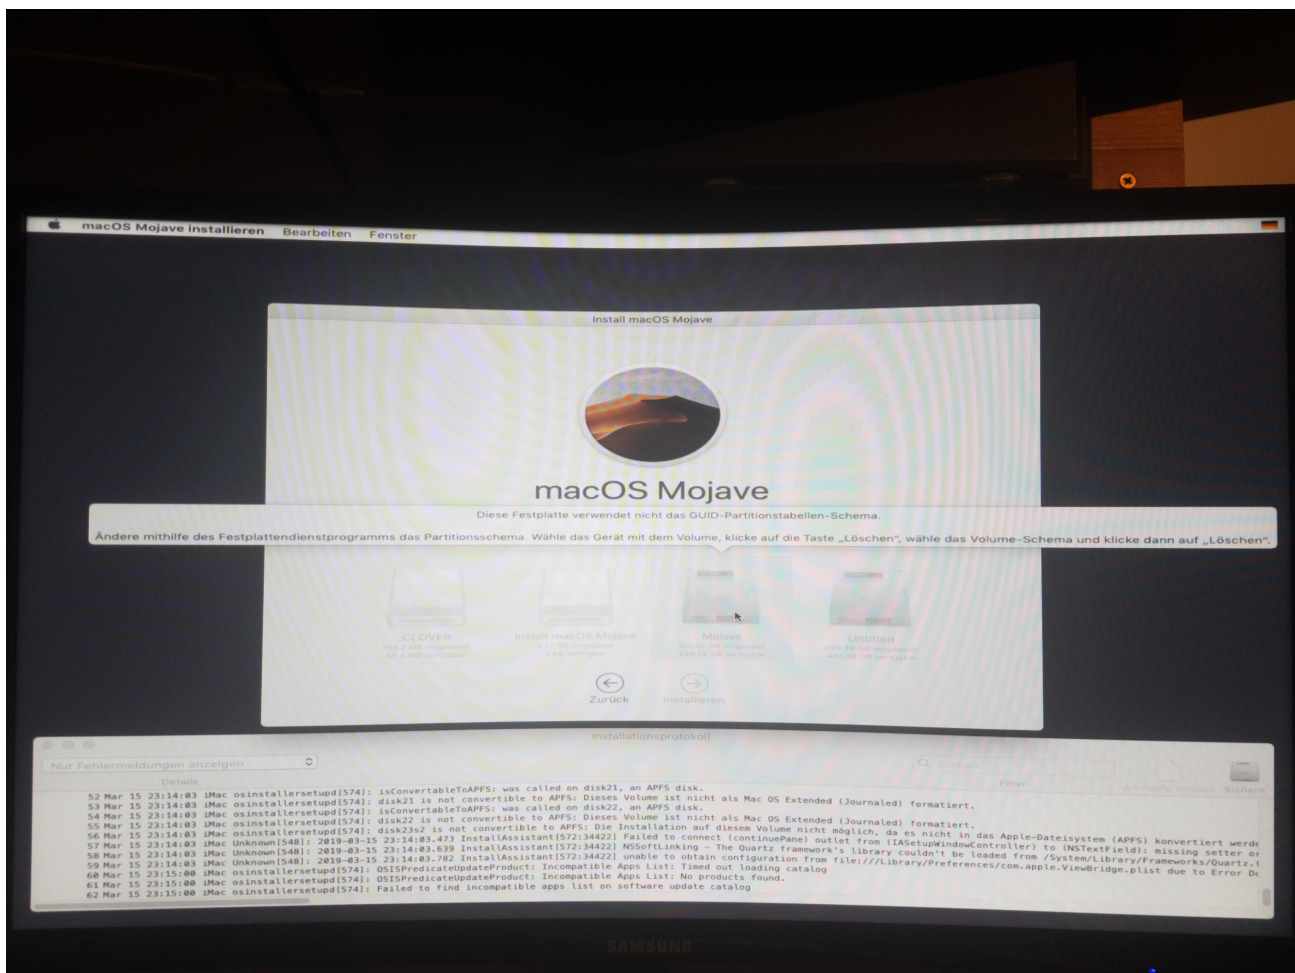 macOS Mojave installieren Bearbeiten Fenster
Install macOS Mojave
macOS Mojave
Diese Festplatte verwendet nicht das GUID-Partitionstabellen-Schema.
Ändere mithilfe des Festplattendienstprogramms das Partitionsschema. Wähle das Gerät mit dem Volume, klicke auf die Taste „Löschen“, wähle das Volume-Schema und klicke dann auf „Löschen“.
CLOVER Install macOS Mojave Mojave Untitled
Zurück Installieren
Installationsprotokoll
Nur Fehlermeldungen anzeigen Suchen
Details Filter An Apple senden Sichern
52 Mar 15 23:14:03 iMac osinstallersetupd[574]: isConvertableToAPFS: was called on disk21, an APFS disk.
53 Mar 15 23:14:03 iMac osinstallersetupd[574]: disk21 is not convertible to APFS: Dieses Volume ist nicht als Mac OS Extended (Journaled) formatiert.
54 Mar 15 23:14:03 iMac osinstallersetupd[574]: isConvertableToAPFS: was called on disk22, an APFS disk.
55 Mar 15 23:14:03 iMac osinstallersetupd[574]: disk22 is not convertible to APFS: Dieses Volume ist nicht als Mac OS Extended (Journaled) formatiert.
56 Mar 15 23:14:03 iMac osinstallersetupd[574]: disk23s2 is not convertible to APFS: Die Installation auf diesem Volume nicht möglich, da es nicht in das Apple-Dateisystem (APFS) konvertiert werde
57 Mar 15 23:14:03 iMac Unknown[548]: 2019-03-15 23:14:03.473 InstallAssistant[572:34422] Failed to connect (continuePane) outlet from (IASetupWindowController) to (NSTextField): missing setter o
58 Mar 15 23:14:03 iMac Unknown[548]: 2019-03-15 23:14:03.639 InstallAssistant[572:34422] NSSoftLinking - The Quartz framework's library couldn't be loaded from /System/Library/Frameworks/Quartz.
59 Mar 15 23:14:03 iMac Unknown[548]: 2019-03-15 23:14:03.782 InstallAssistant[572:34422] unable to obtain configuration from file:///Library/Preferences/com.apple.ViewBridge.plist due to Error Do
60 Mar 15 23:15:00 iMac osinstallersetupd[574]: OSISPredicateUpdateProduct: Incompatible Apps List: Timed out loading catalog
61 Mar 15 23:15:00 iMac osinstallersetupd[574]: OSISPredicateUpdateProduct: Incompatible Apps List: No products found.
62 Mar 15 23:15:00 iMac osinstallersetupd[574]: Failed to find incompatible apps list on software update catalog
SAMSUNG